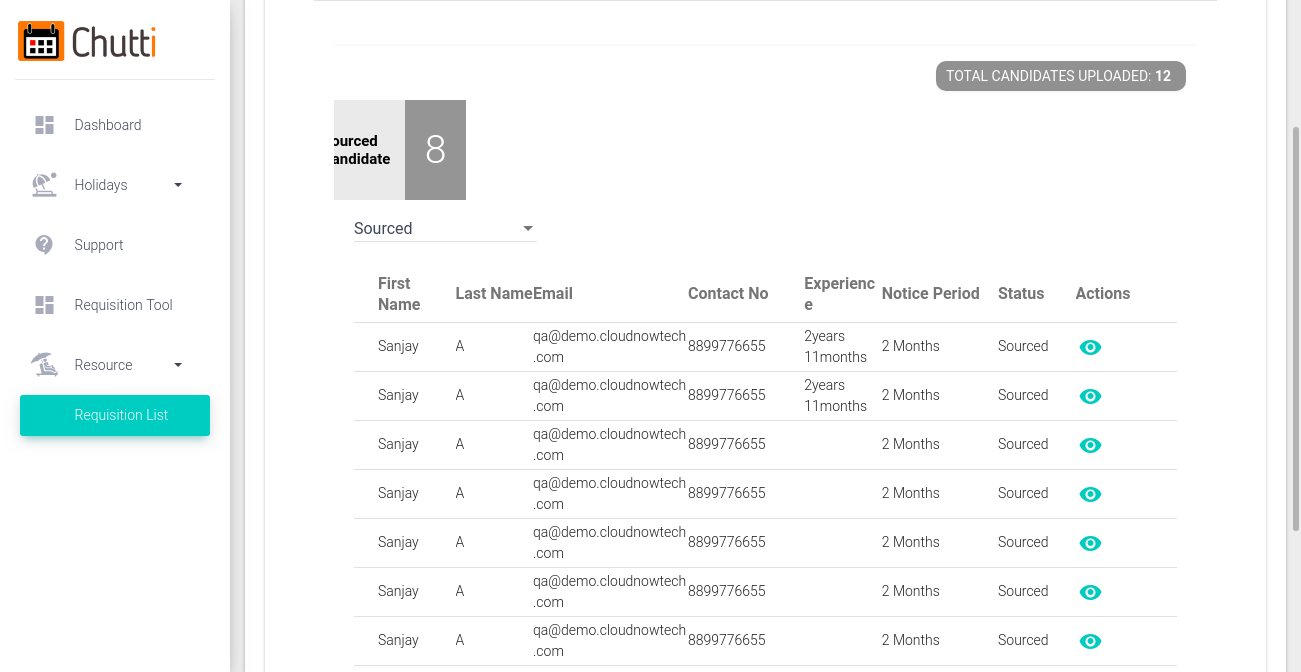 Chutti
Dashboard
Holidays
Support
Requisition Tool
Resource
Requisition List
TOTAL CANDIDATES UPLOADED: 12
ourced
andidate
8
Sourced
First Name Last Name Email Contact No Experienc
e Notice Period Status Actions
Sanjay A qa@demo.cloudnowtech
.com 8899776655 2years
11months 2 Months Sourced
Sanjay A qa@demo.cloudnowtech
.com 8899776655 2years
11months 2 Months Sourced
Sanjay A qa@demo.cloudnowtech
.com 8899776655 2 Months Sourced
Sanjay A qa@demo.cloudnowtech
.com 8899776655 2 Months Sourced
Sanjay A qa@demo.cloudnowtech
.com 8899776655 2 Months Sourced
Sanjay A qa@demo.cloudnowtech
.com 8899776655 2 Months Sourced
Sanjay A qa@demo.cloudnowtech
.com 8899776655 2 Months Sourced